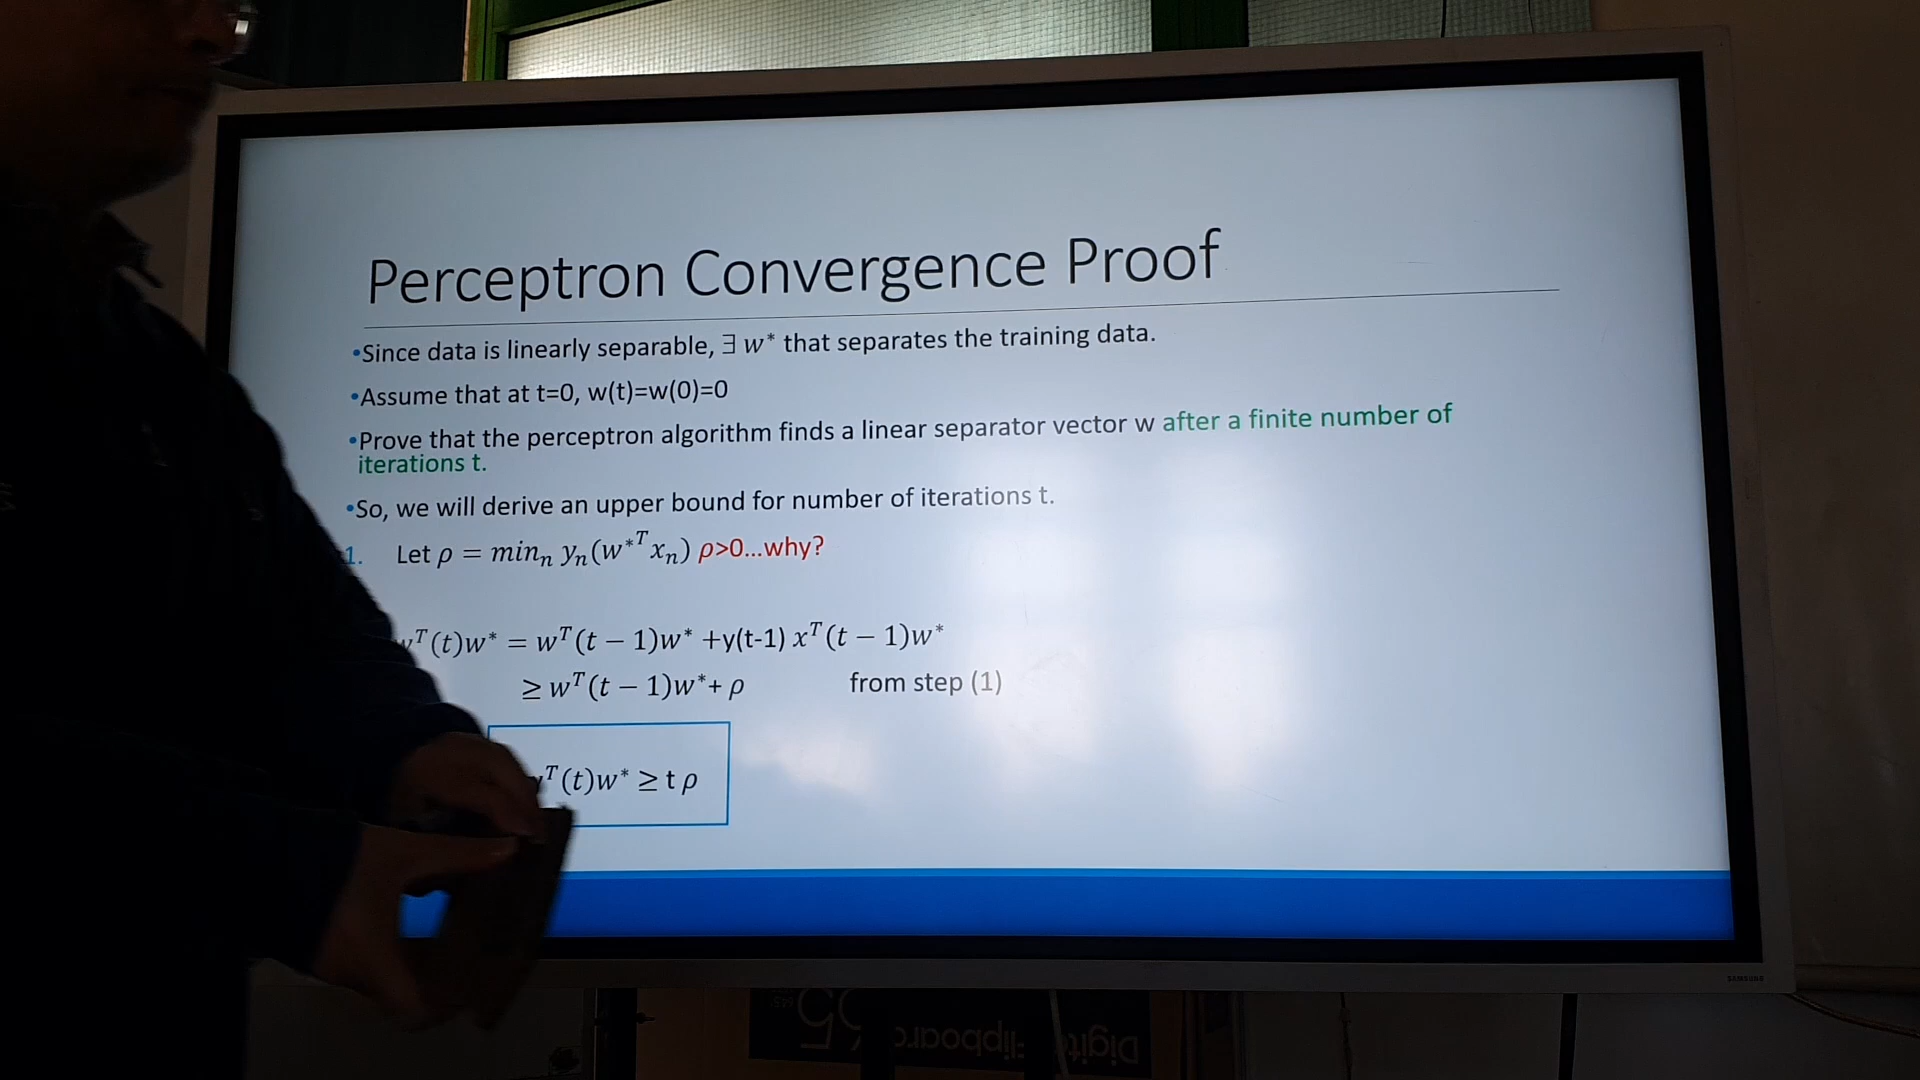 Perceptron Convergence Proof
•Since data is linearly separable, ∃ w* that separates the training data.
•Assume that at t=0, w(t)=w(0)=0
•Prove that the perceptron algorithm finds a linear separator vector w after a finite number of
iterations t.
•So, we will derive an upper bound for number of iterations t.
1. Let ρ = minₙ yₙ(w*ᵀxₙ) ρ>0...why?
ᵀ(t)w* = wᵀ(t − 1)w* +y(t-1) xᵀ(t − 1)w*
≥ wᵀ(t − 1)w*+ ρ from step (1)
ᵀ(t)w* ≥ t ρ
SAMSUNG